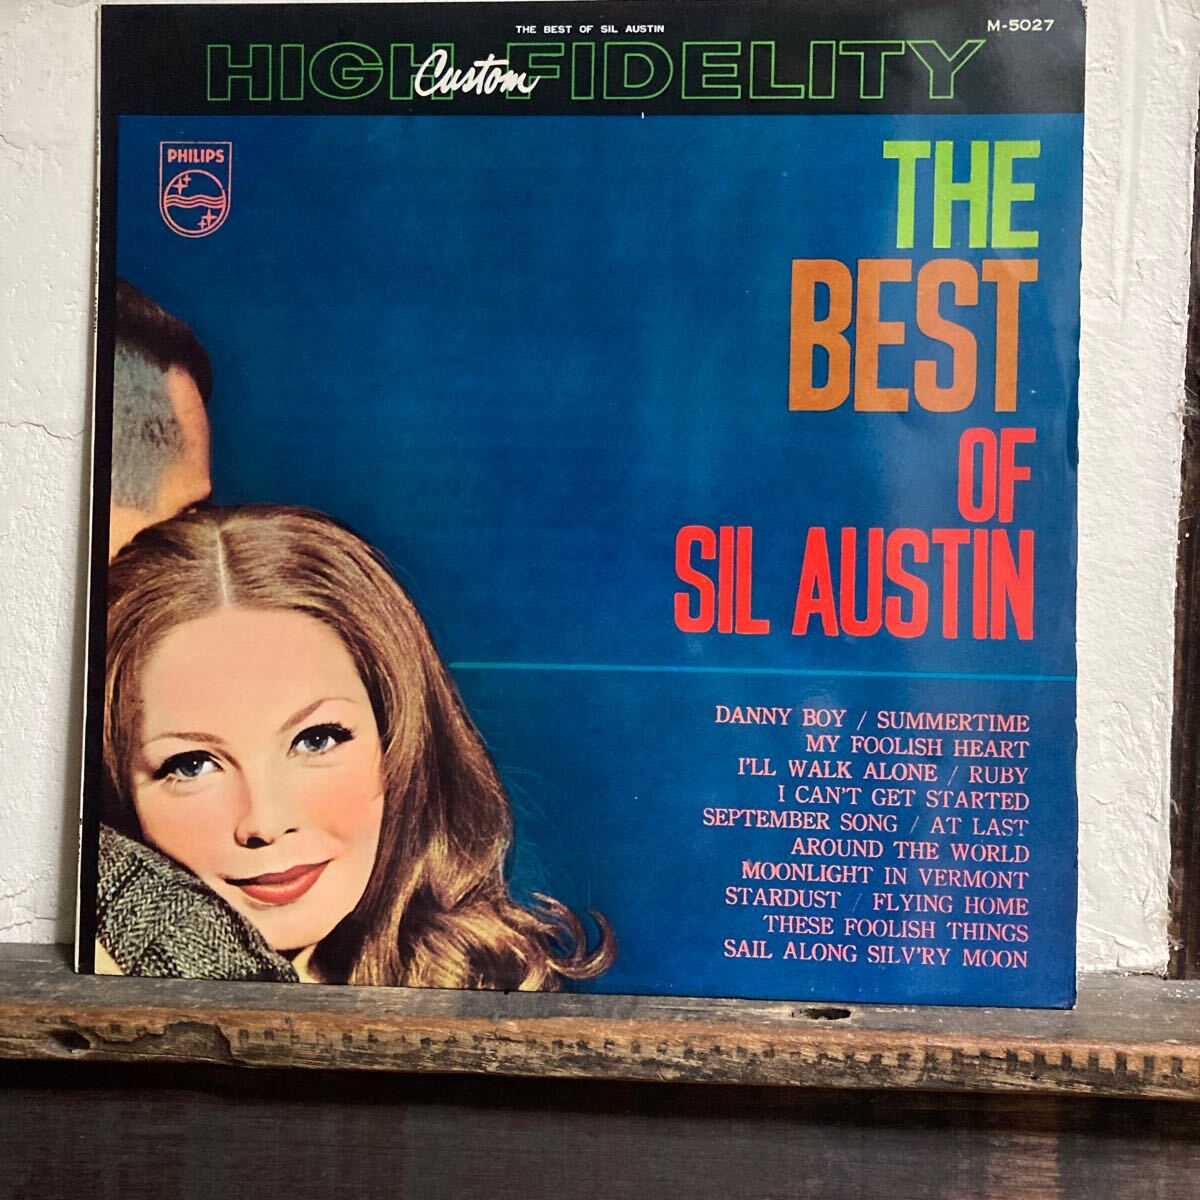 THE BEST OF SIL AUSTIN
M-5027
HIGH FIDELITY
Custom
PHILIPS
THE
BEST
OF
SIL AUSTIN
DANNY BOY / SUMMERTIME
MY FOOLISH HEART
I'LL WALK ALONE / RUBY
I CAN'T GET STARTED
SEPTEMBER SONG / AT LAST
AROUND THE WORLD
MOONLIGHT IN VERMONT
STARDUST / FLYING HOME
THESE FOOLISH THINGS
SAIL ALONG SILV'RY MOON